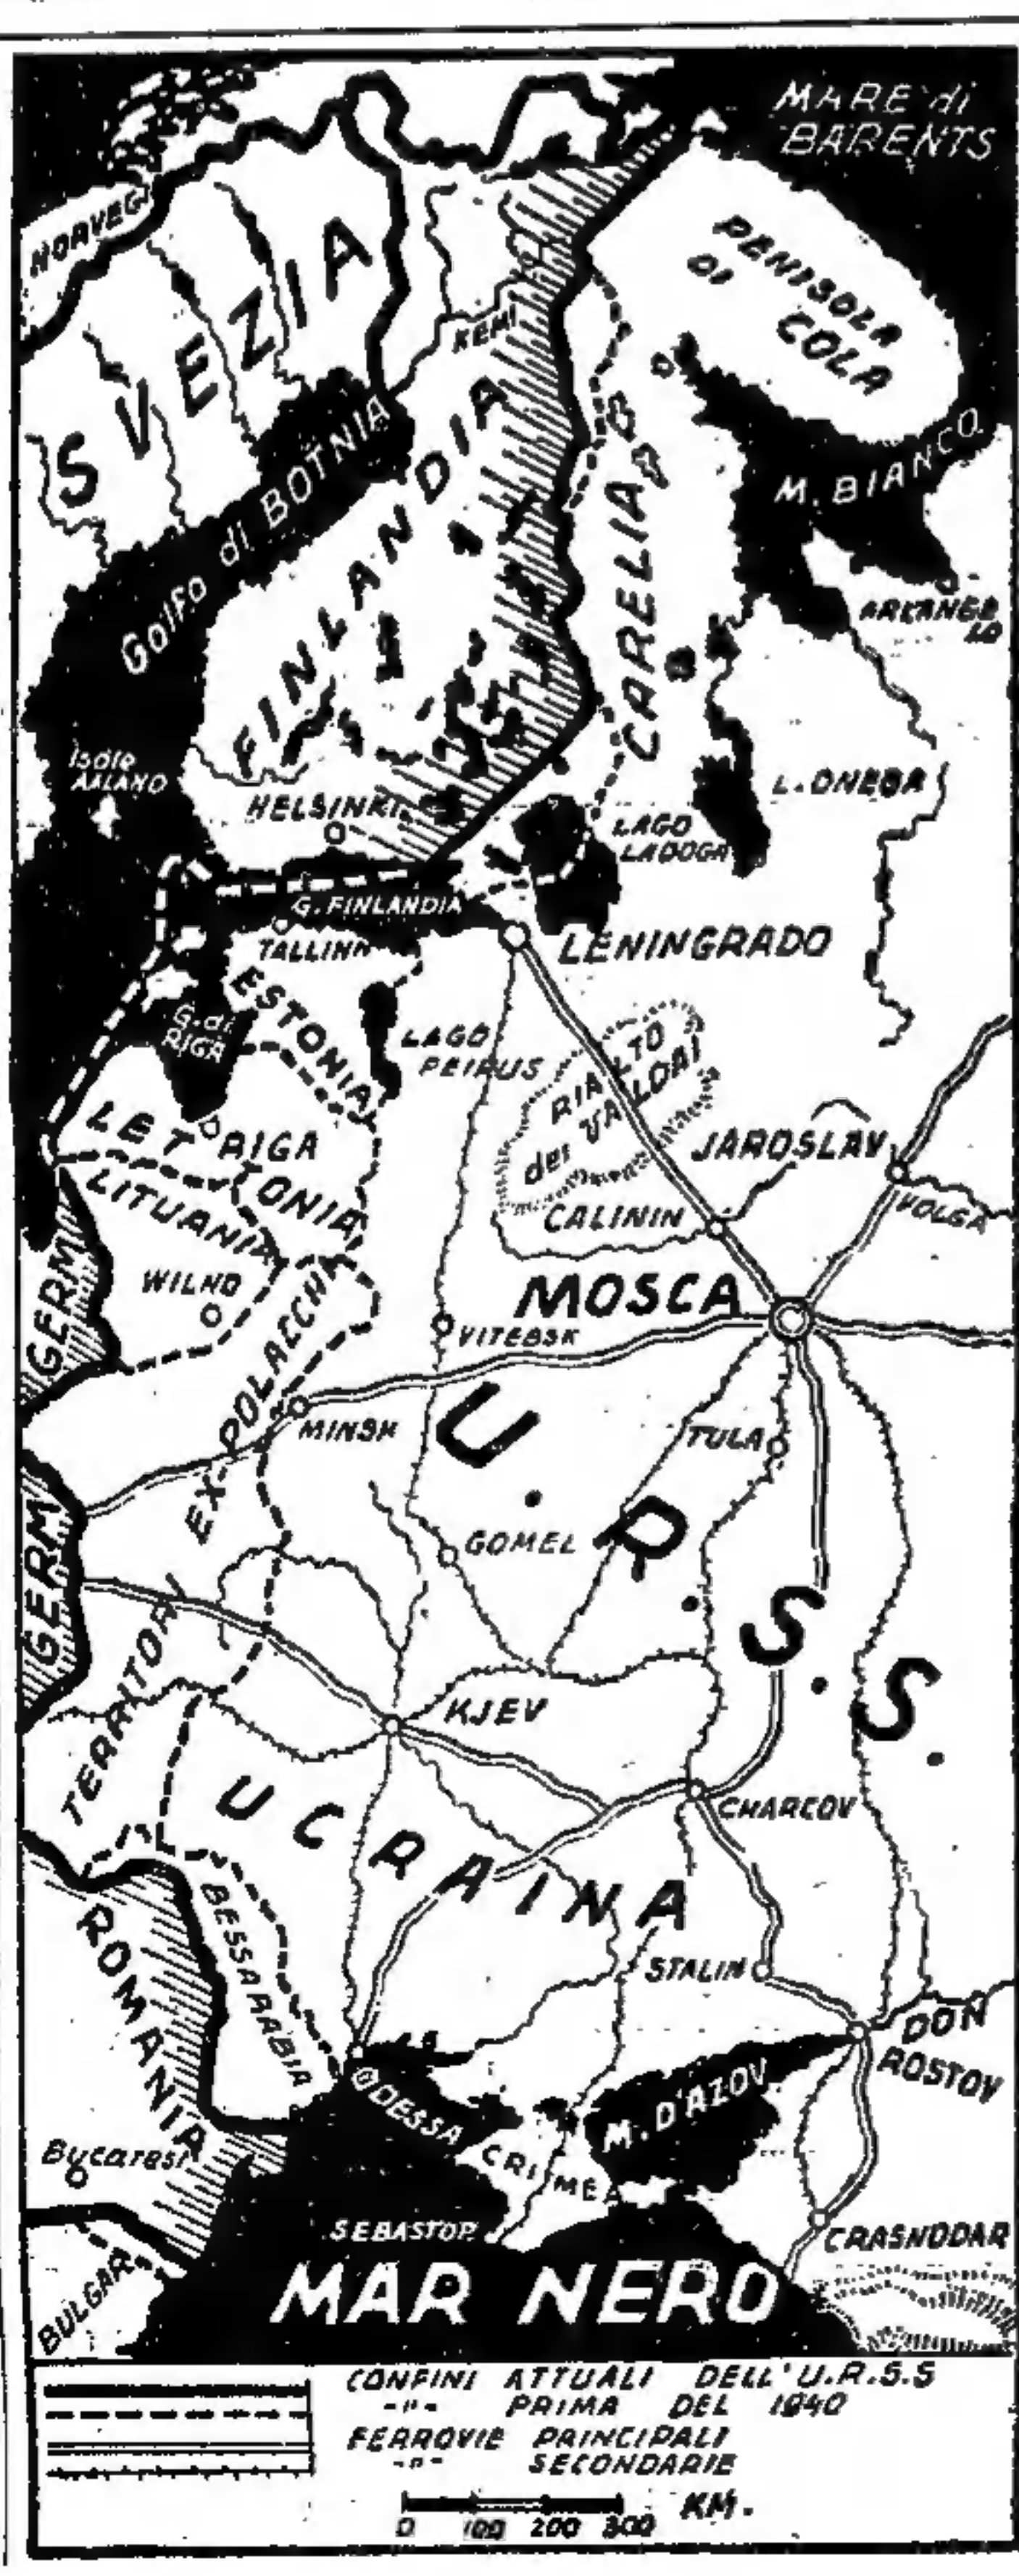 MARE di
BARENTS
NORVEG
SVEZIA
PENISOLA
DI COLA
KEMI
Golfo di BOTNIA
M. BIANCO
FINLANDIA
CARELIA
ARCANGE
LO
Isole
AALAND
HELSINKI
L. ONEGA
LAGO
LADOGA
G. FINLANDIA
TALLINN
LENINGRADO
ESTONIA
G. di
RIGA
LAGO
PEIPUS
RIALTO
dei VALDAI
LETTONIA
RIGA
JAROSLAV
LITUANIA
CALININ
VOLGA
GERM
WILNO
MOSCA
VITEBSK
TERRITORI EX-POLACCHI
MINSK
TULA
U.R.S.S.
GERM
GOMEL
KJEV
UCRAINA
CHARCOV
ROMANIA
BESSARABIA
STALIN
DON
ROSTOV
ODESSA
M. D'AZOV
CRIMEA
Bucarest
SEBASTOP.
CRASNODAR
BULGAR.
MAR NERO
CONFINI ATTUALI DELL'U.R.S.S
-"- PRIMA DEL 1940
FERROVIE PRINCIPALI
-"- SECONDARIE
0 100 200 300 KM.